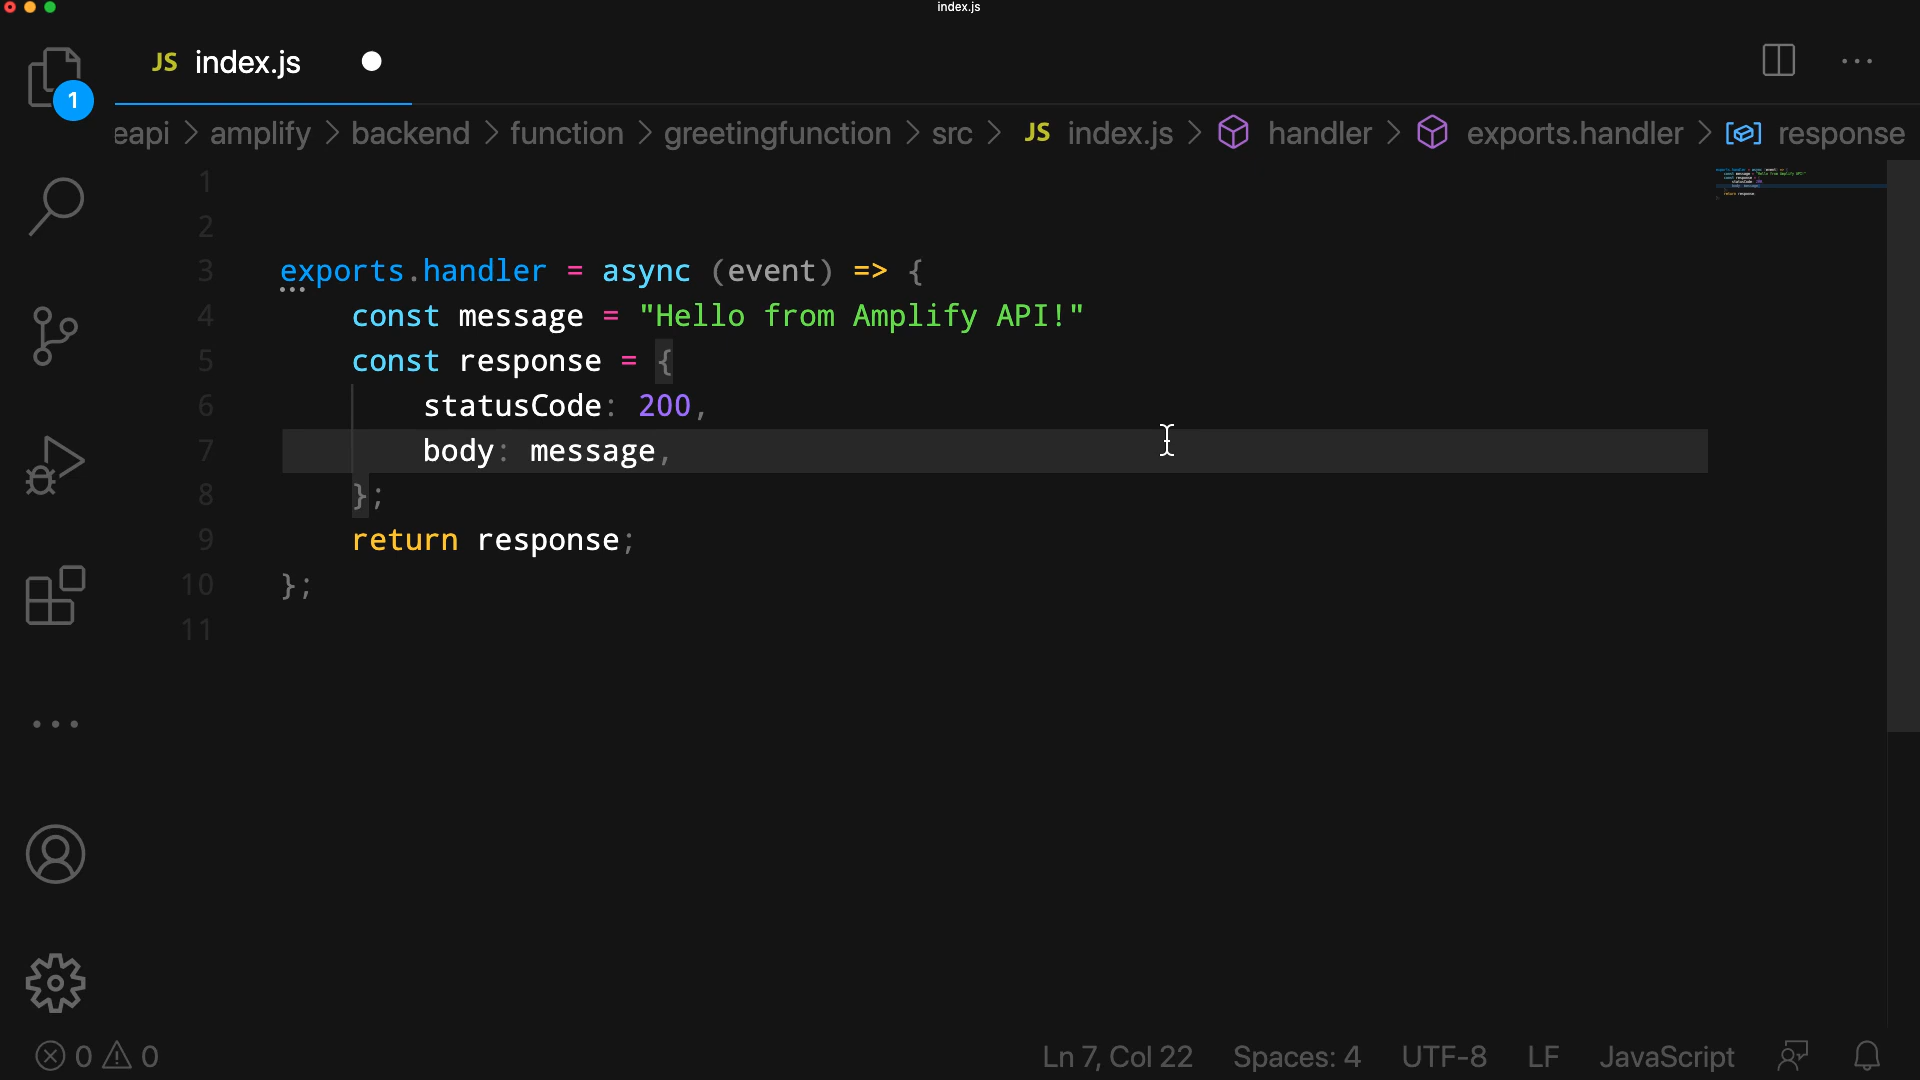 index.js
JS index.js
1
eapi > amplify > backend > function > greetingfunction > src > JS index.js > handler > exports.handler > response
1
2
3 exports.handler = async (event) => {
4 const message = "Hello from Amplify API!"
5 const response = {
6 statusCode: 200,
7 body: message,
8 };
9 return response;
10 };
11
0 0 Ln 7, Col 22 Spaces: 4 UTF-8 LF JavaScript